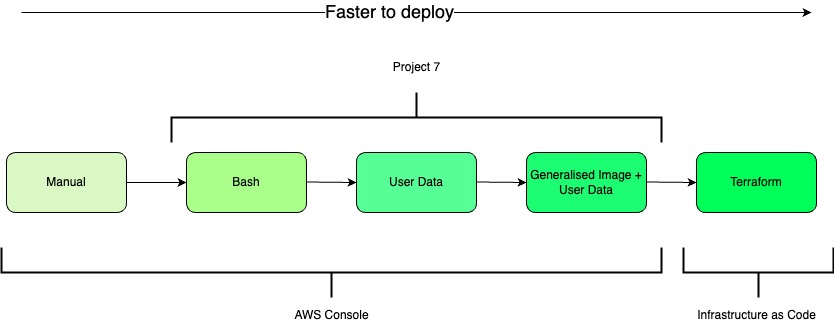 Faster to deploy
Project 7
Manual
Bash
User Data
Generalised Image +
User Data
Terraform
AWS Console
Infrastructure as Code